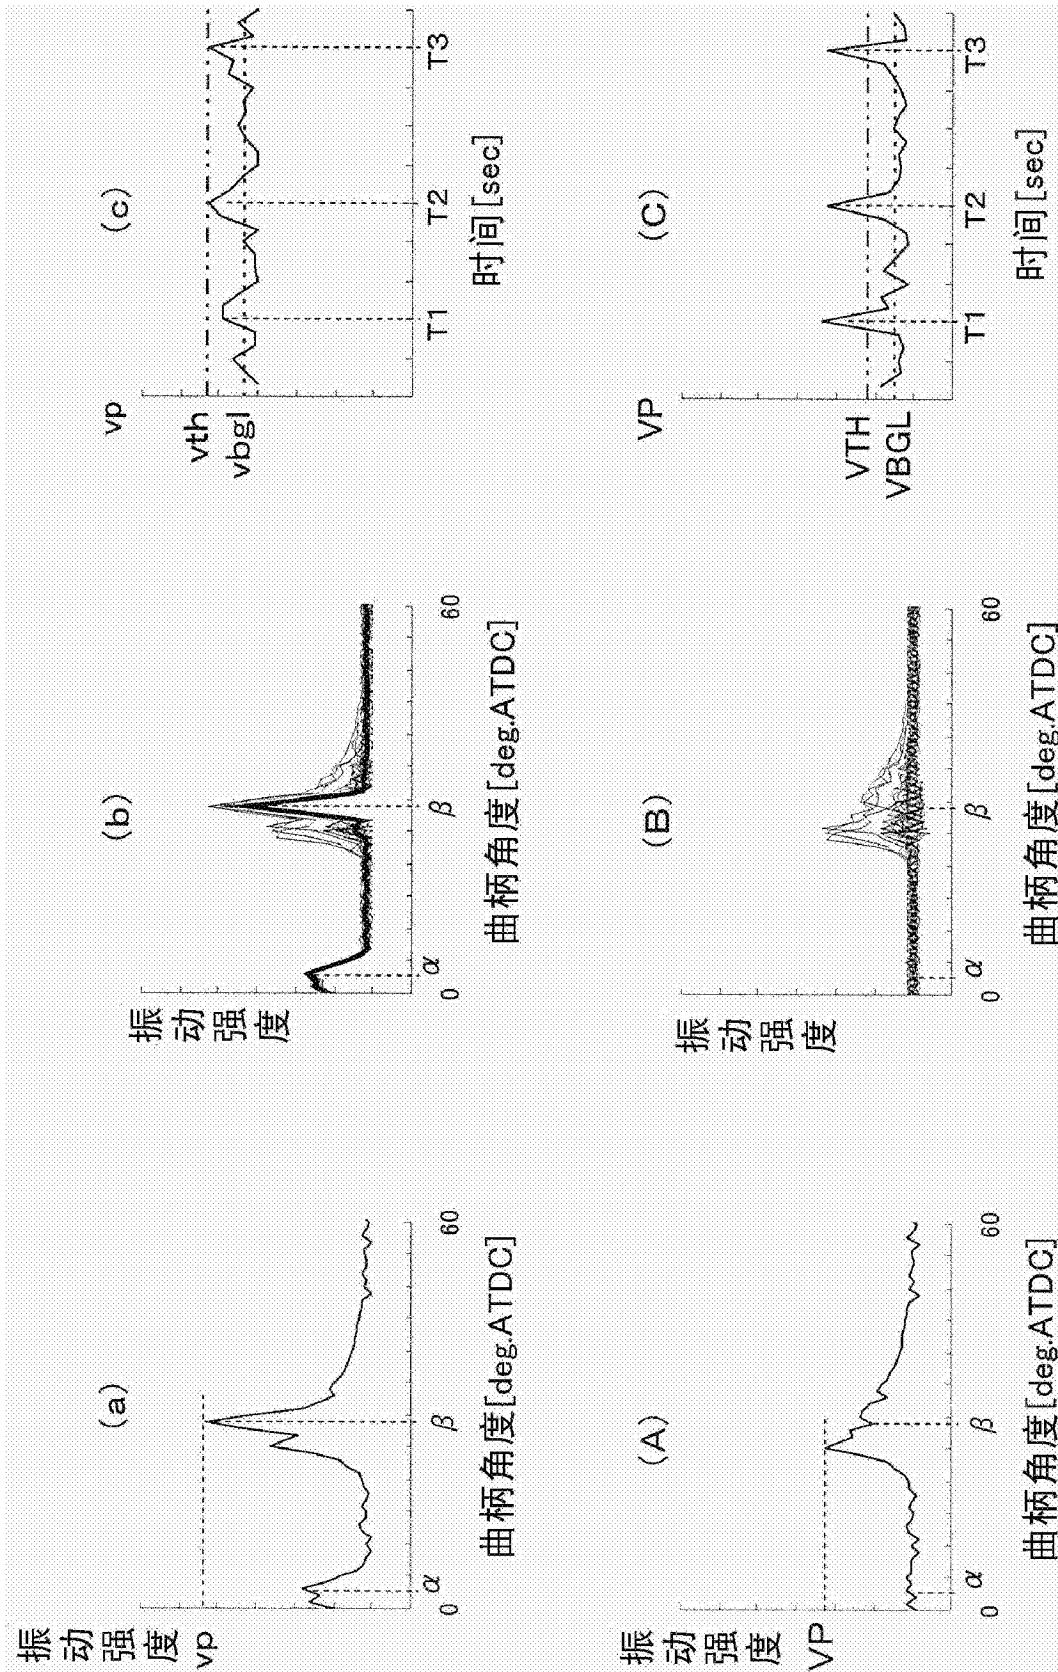 (a)
振动强度
vp
0
α
β
60
曲柄角度[deg.ATDC]
(b)
振动强度
0
α
β
60
曲柄角度[deg.ATDC]
(c)
vp
vth
vbgl
T1
T2
T3
时间[sec]
(A)
振动强度
VP
0
α
β
60
曲柄角度[deg.ATDC]
(B)
振动强度
0
α
β
60
曲柄角度[deg.ATDC]
(C)
VP
VTH
VBGL
T1
T2
T3
时间[sec]